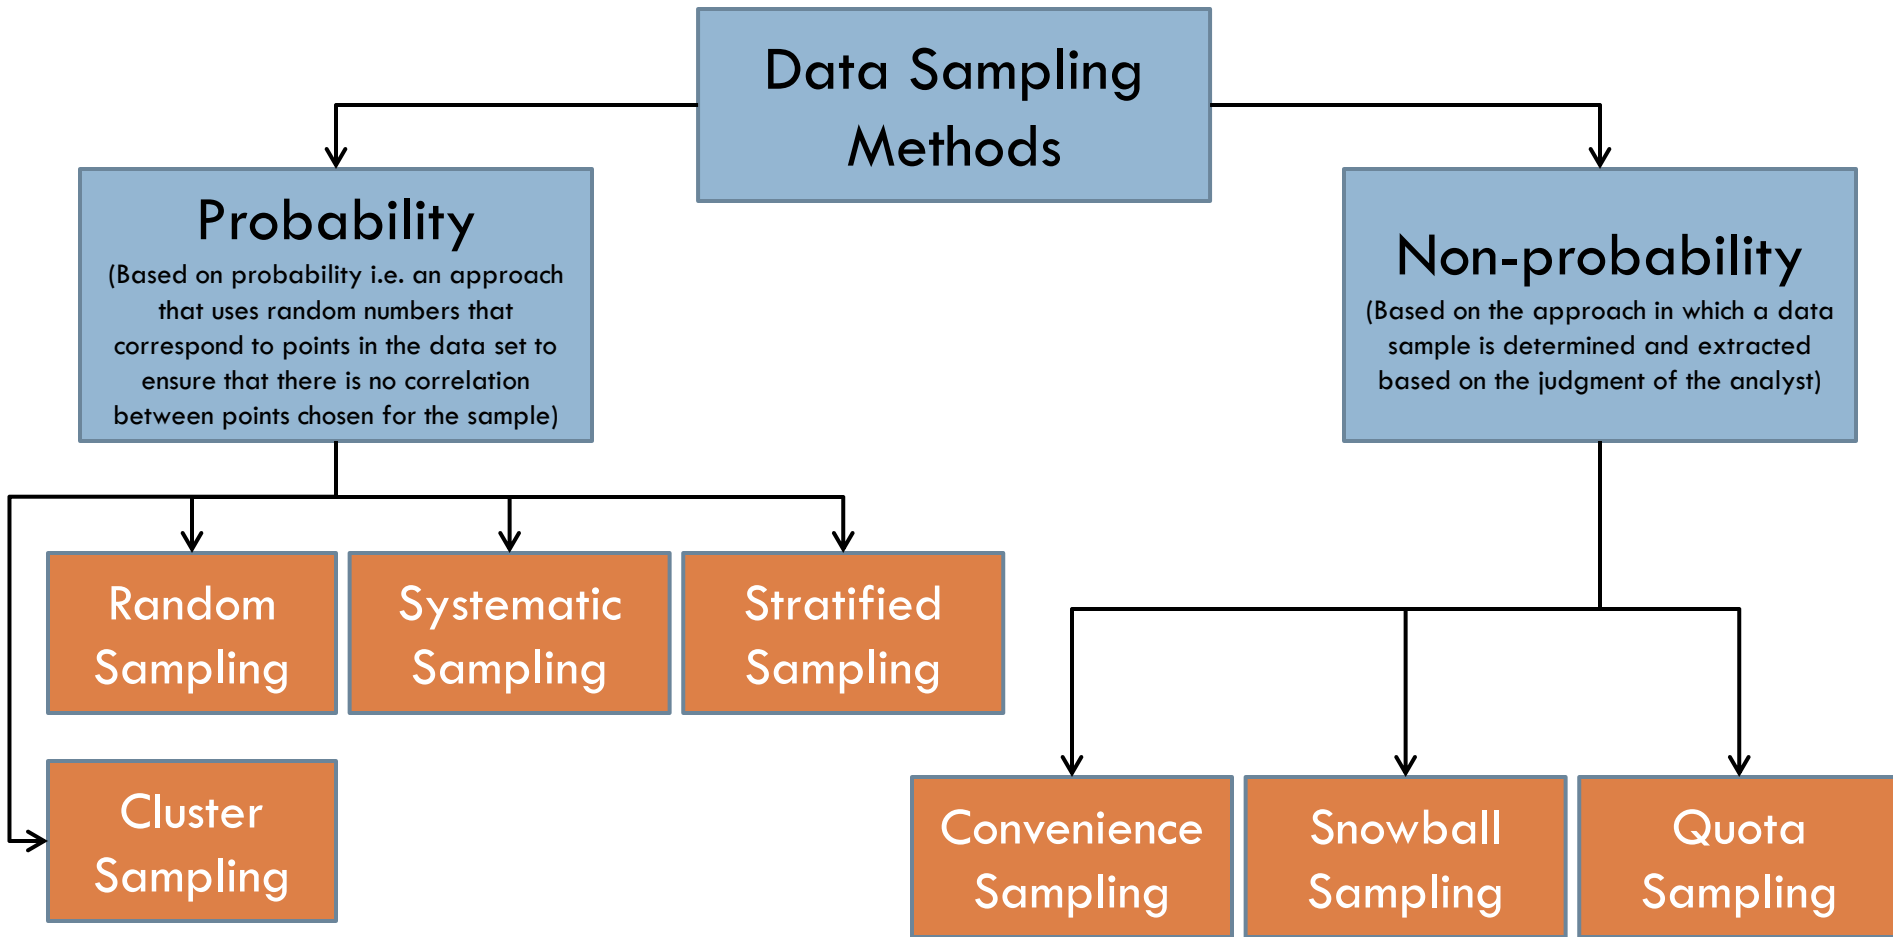 Data Sampling
Methods
Probability
(Based on probability i.e. an approach
that uses random numbers that
correspond to points in the data set to
ensure that there is no correlation
between points chosen for the sample)
Non-probability
(Based on the approach in which a data
sample is determined and extracted
based on the judgment of the analyst)
Random
Sampling
Systematic
Sampling
Stratified
Sampling
Cluster
Sampling
Convenience
Sampling
Snowball
Sampling
Quota
Sampling